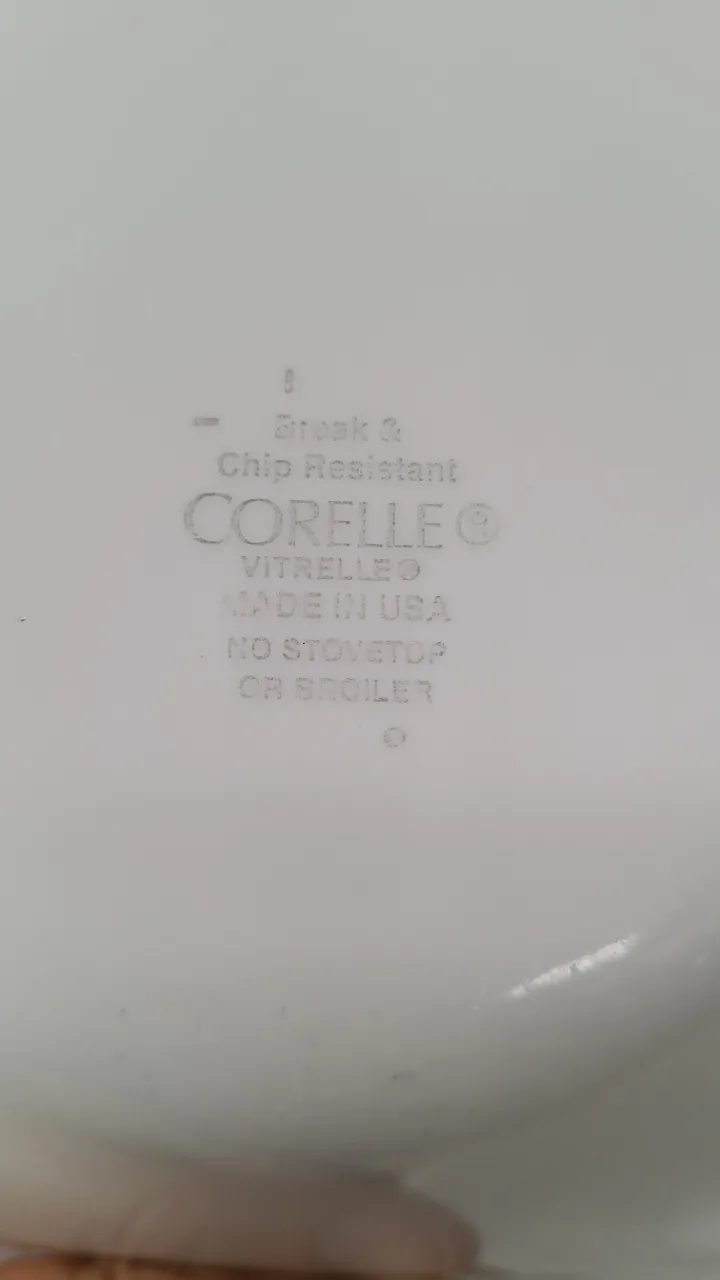 Break &
Chip Resistant
CORELLE®
VITRELLE®
MADE IN USA
NO STOVETOP
OR BROILER